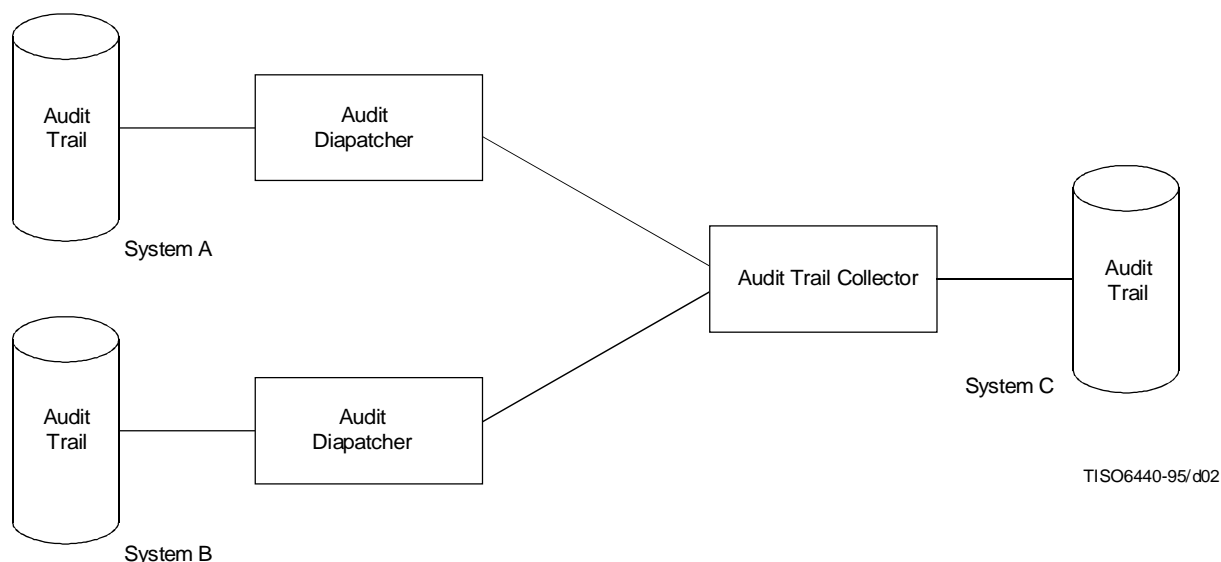 Audit
Trail
Audit
Diapatcher
System A
Audit Trail Collector
Audit
Trail
System C
Audit
Trail
Audit
Diapatcher
System B
TISO6440-95/d02